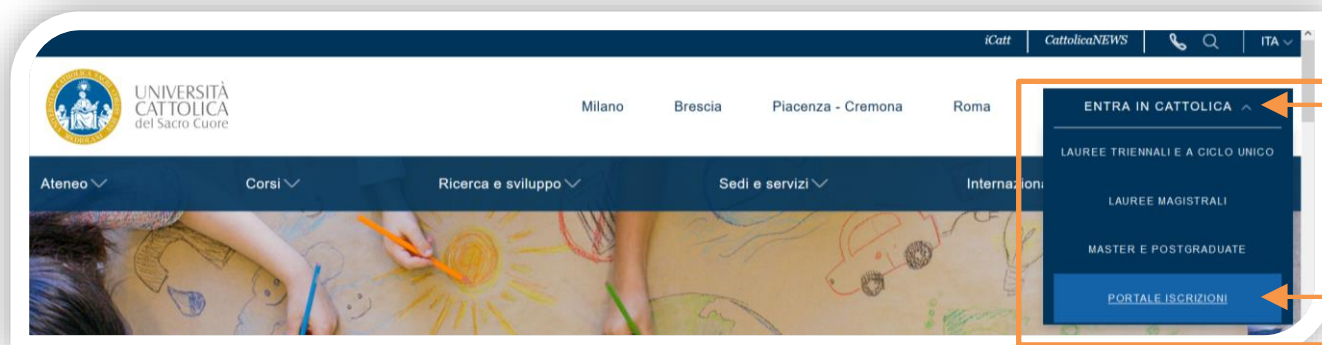 iCatt CattolicaNEWS ITA
UNIVERSITÀ
CATTOLICA
del Sacro Cuore
Milano Brescia Piacenza - Cremona Roma
ENTRA IN CATTOLICA
LAUREE TRIENNALI E A CICLO UNICO
LAUREE MAGISTRALI
MASTER E POSTGRADUATE
PORTALE ISCRIZIONI
Ateneo Corsi Ricerca e sviluppo Sedi e servizi